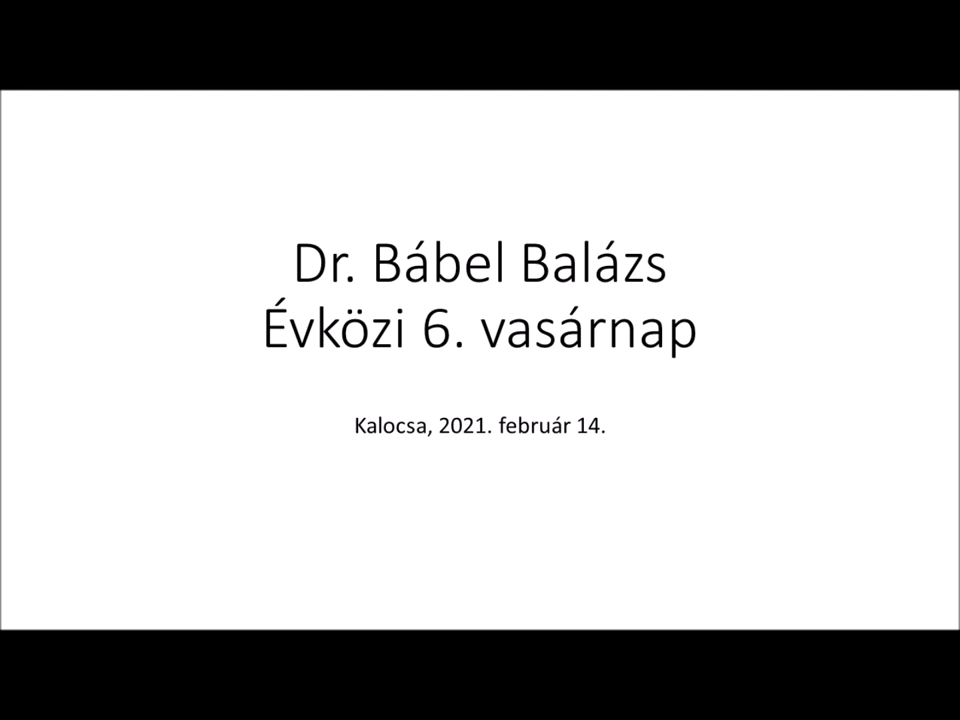 Dr. Bábel Balázs
Évközi 6. vasárnap
Kalocsa, 2021. február 14.